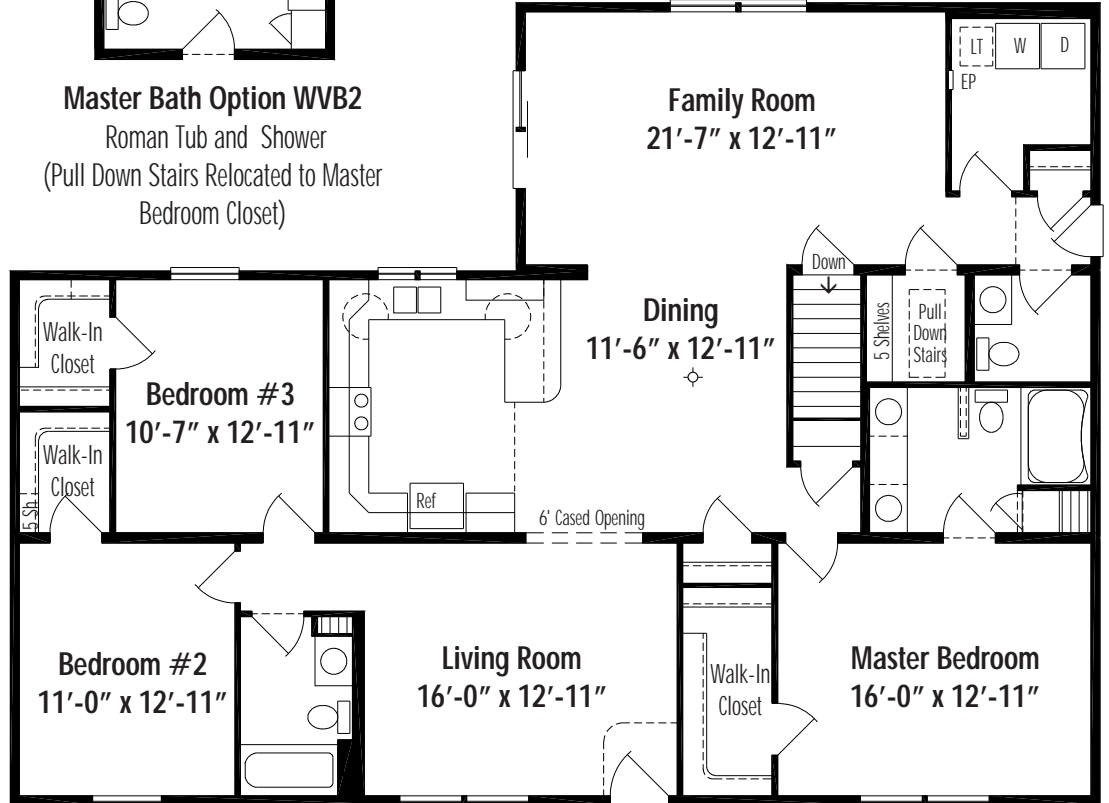 Master Bath Option WVB2
Roman Tub and Shower
(Pull Down Stairs Relocated to Master
Bedroom Closet)
Family Room
21'-7" x 12'-11"
LT
W
D
EP
Walk-In
Closet
Bedroom #3
10'-7" x 12'-11"
Dining
11'-6" x 12'-11"
Down
5 Shelves
Pull
Down
Stairs
Walk-In
Closet
5 Sh
Ref
6' Cased Opening
Bedroom #2
11'-0" x 12'-11"
Living Room
16'-0" x 12'-11"
Walk-In
Closet
Master Bedroom
16'-0" x 12'-11"